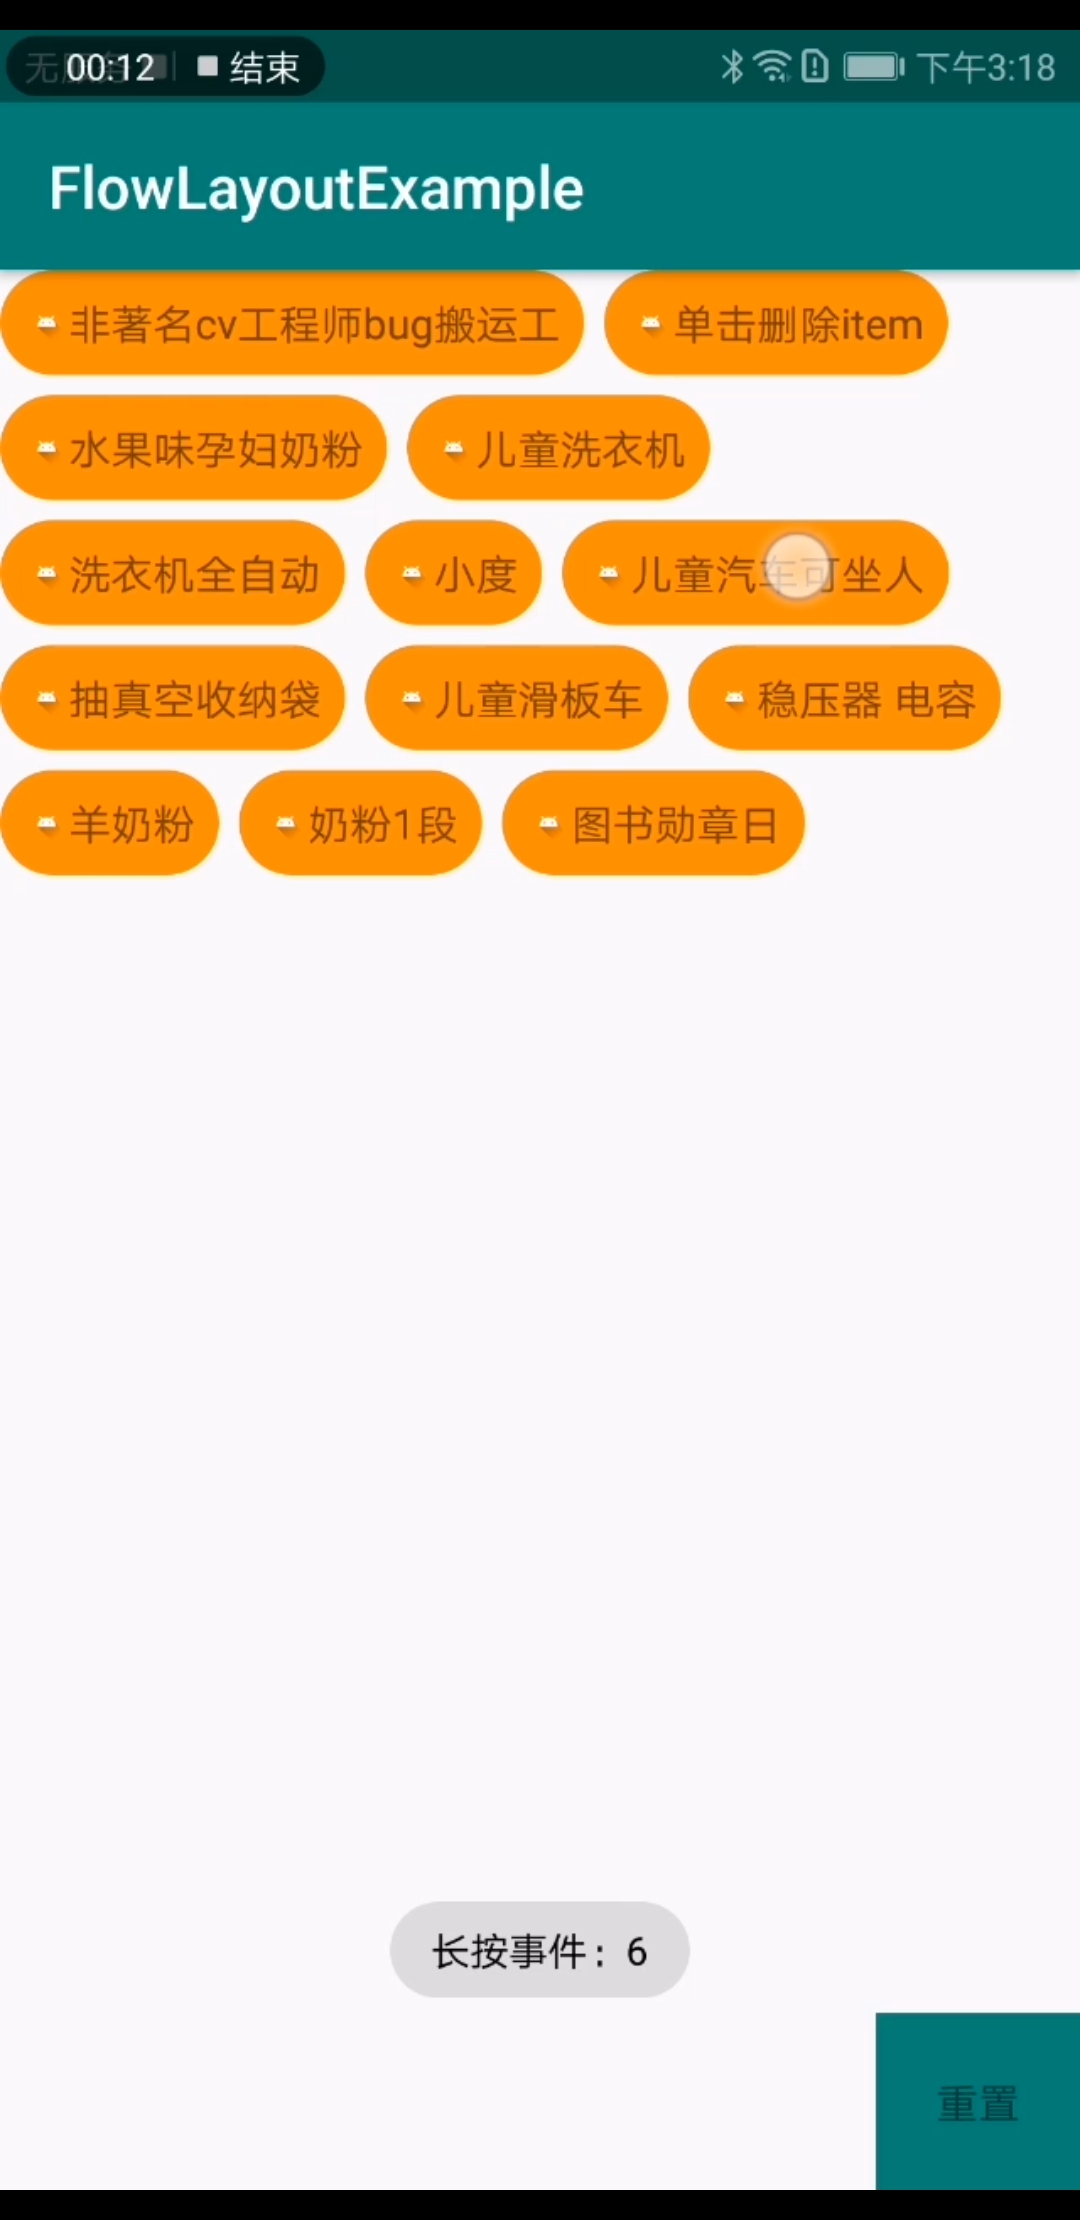 00:12 结束 下午3:18
FlowLayoutExample
非著名cv工程师bug搬运工 单击删除item
水果味孕妇奶粉 儿童洗衣机
洗衣机全自动 小度 儿童汽车可坐人
抽真空收纳袋 儿童滑板车 稳压器 电容
羊奶粉 奶粉1段 图书勋章日
长按事件：6
重置